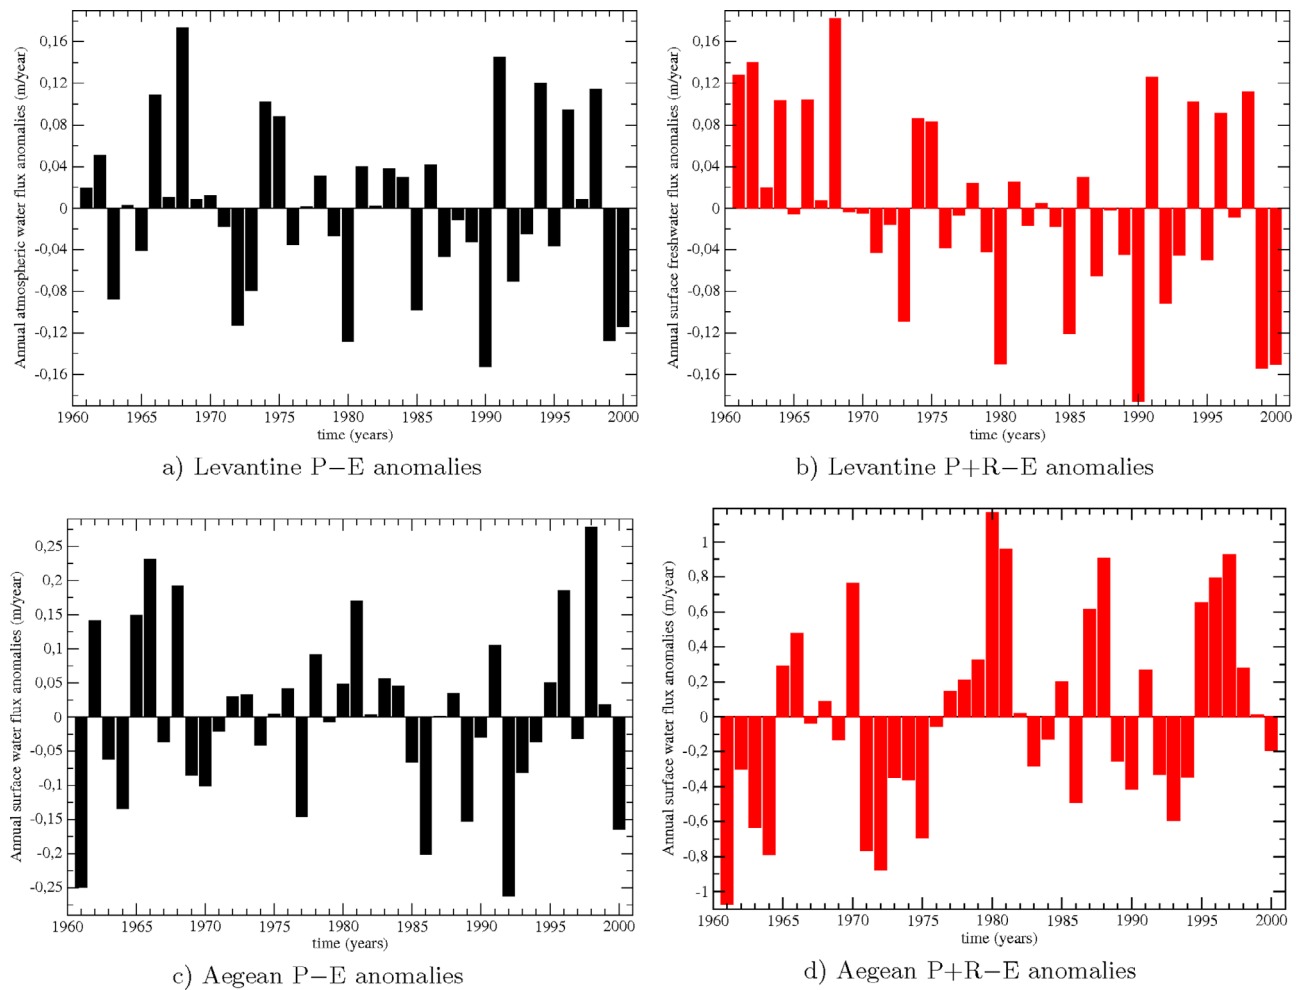 Annual atmospheric water flux anomalies (m/year)
0,16
0,12
0,08
0,04
0
-0,04
-0,08
-0,12
-0,16
1960 1965 1970 1975 1980 1985 1990 1995 2000
time (years)
a) Levantine P−E anomalies
Annual surface freshwater flux anomalies (m/year)
0,16
0,12
0,08
0,04
0
-0,04
-0,08
-0,12
-0,16
1960 1965 1970 1975 1980 1985 1990 1995 2000
time (years)
b) Levantine P+R−E anomalies
Annual surface water flux anomalies (m/year)
0,25
0,2
0,15
0,1
0,05
0
-0,05
-0,1
-0,15
-0,2
-0,25
1960 1965 1970 1975 1980 1985 1990 1995 2000
time (years)
c) Aegean P−E anomalies
Annual surface water flux anomalies (m/year)
1
0,8
0,6
0,4
0,2
0
-0,2
-0,4
-0,6
-0,8
-1
1960 1965 1970 1975 1980 1985 1990 1995 2000
time (years)
d) Aegean P+R−E anomalies